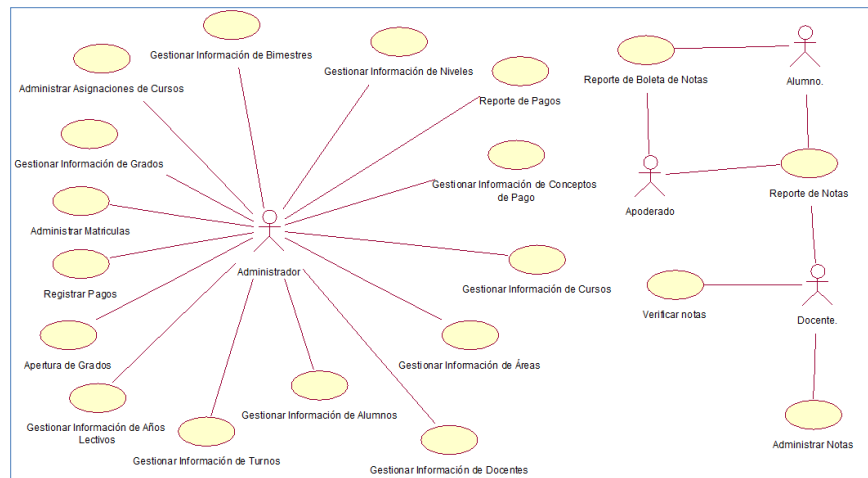 Gestionar Información de Bimestres
Gestionar Información de Niveles
Administrar Asignaciones de Cursos
Reporte de Pagos
Gestionar Información de Grados
Gestionar Información de Conceptos
de Pago
Administrar Matriculas
Administrador
Registrar Pagos
Gestionar Información de Cursos
Apertura de Grados
Gestionar Información de Áreas
Gestionar Información de Años
Lectivos
Gestionar Información de Alumnos
Gestionar Información de Turnos
Gestionar Información de Docentes
Reporte de Boleta de Notas
Alumno.
Apoderado
Reporte de Notas
Verificar notas
Docente.
Administrar Notas